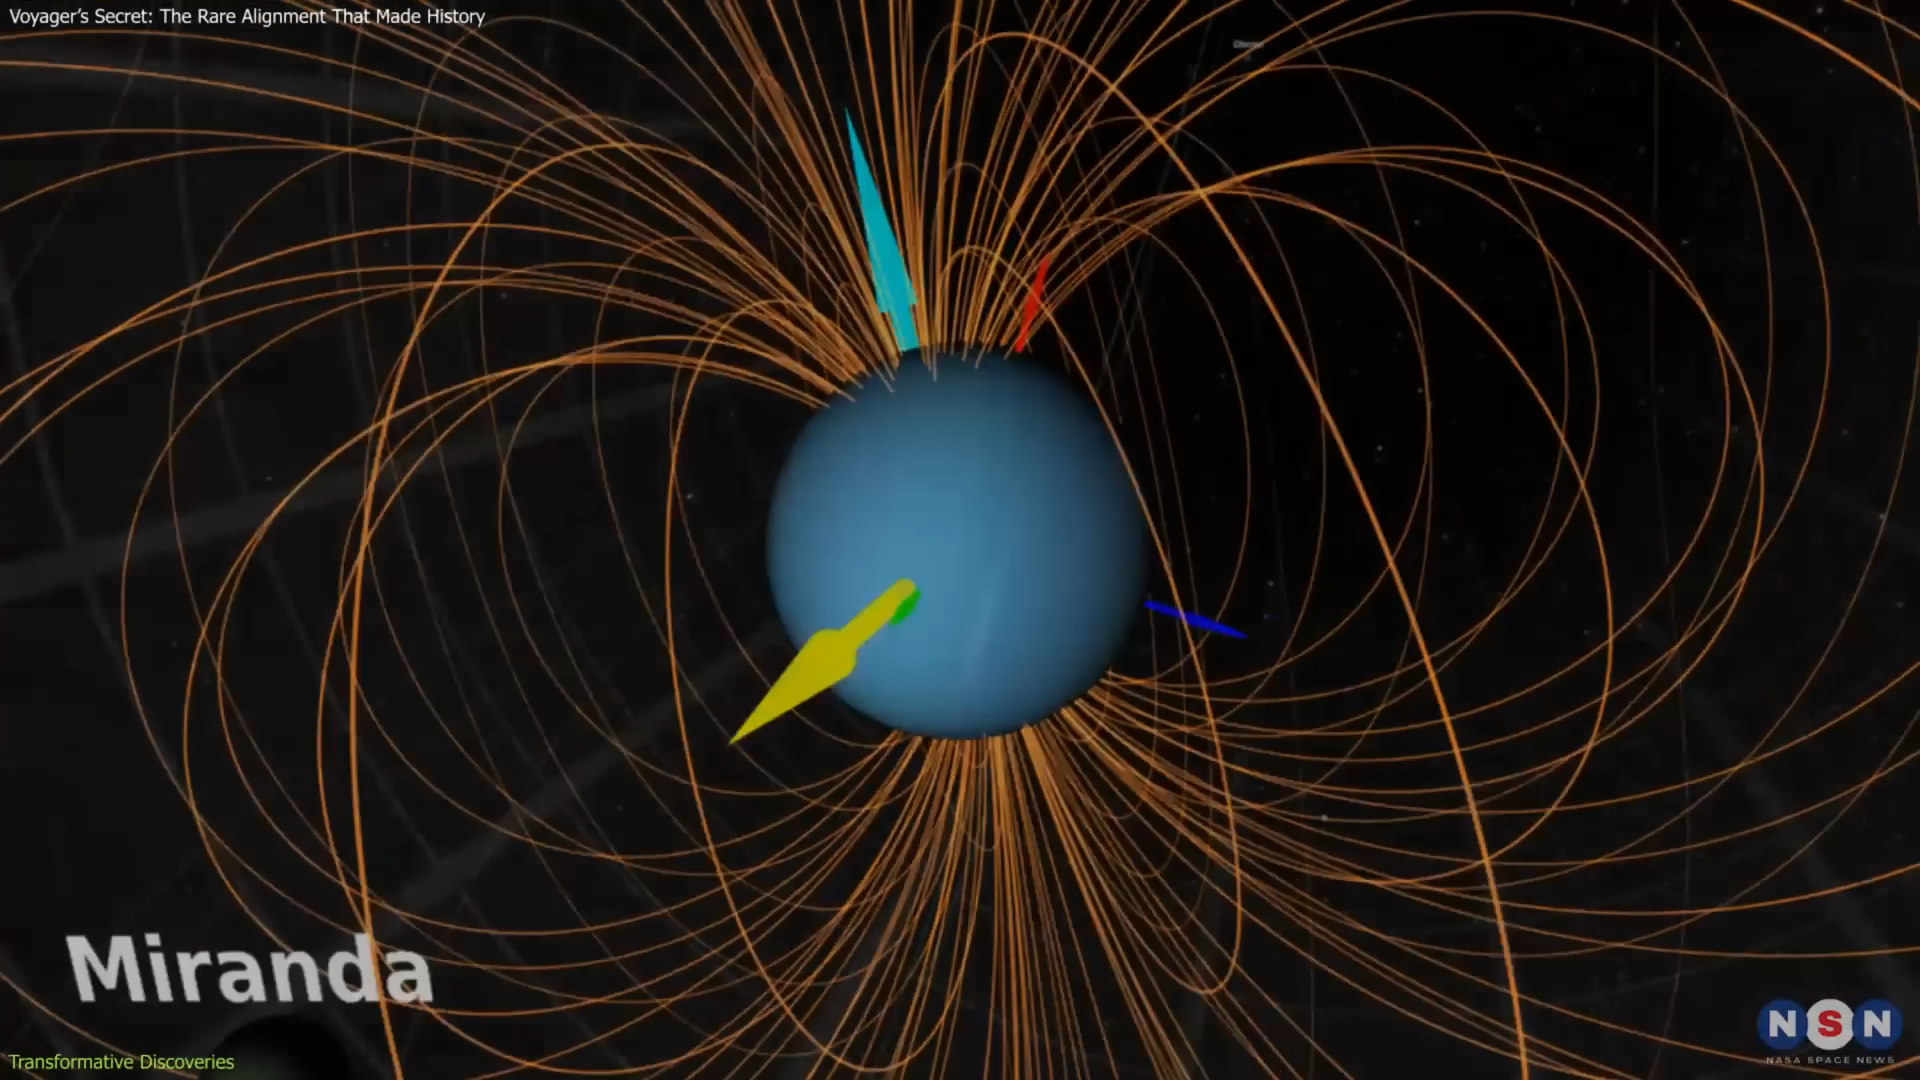 Voyager's Secret: The Rare Alignment That Made History
Miranda
Transformative Discoveries
NSN
NASA SPACE NEWS